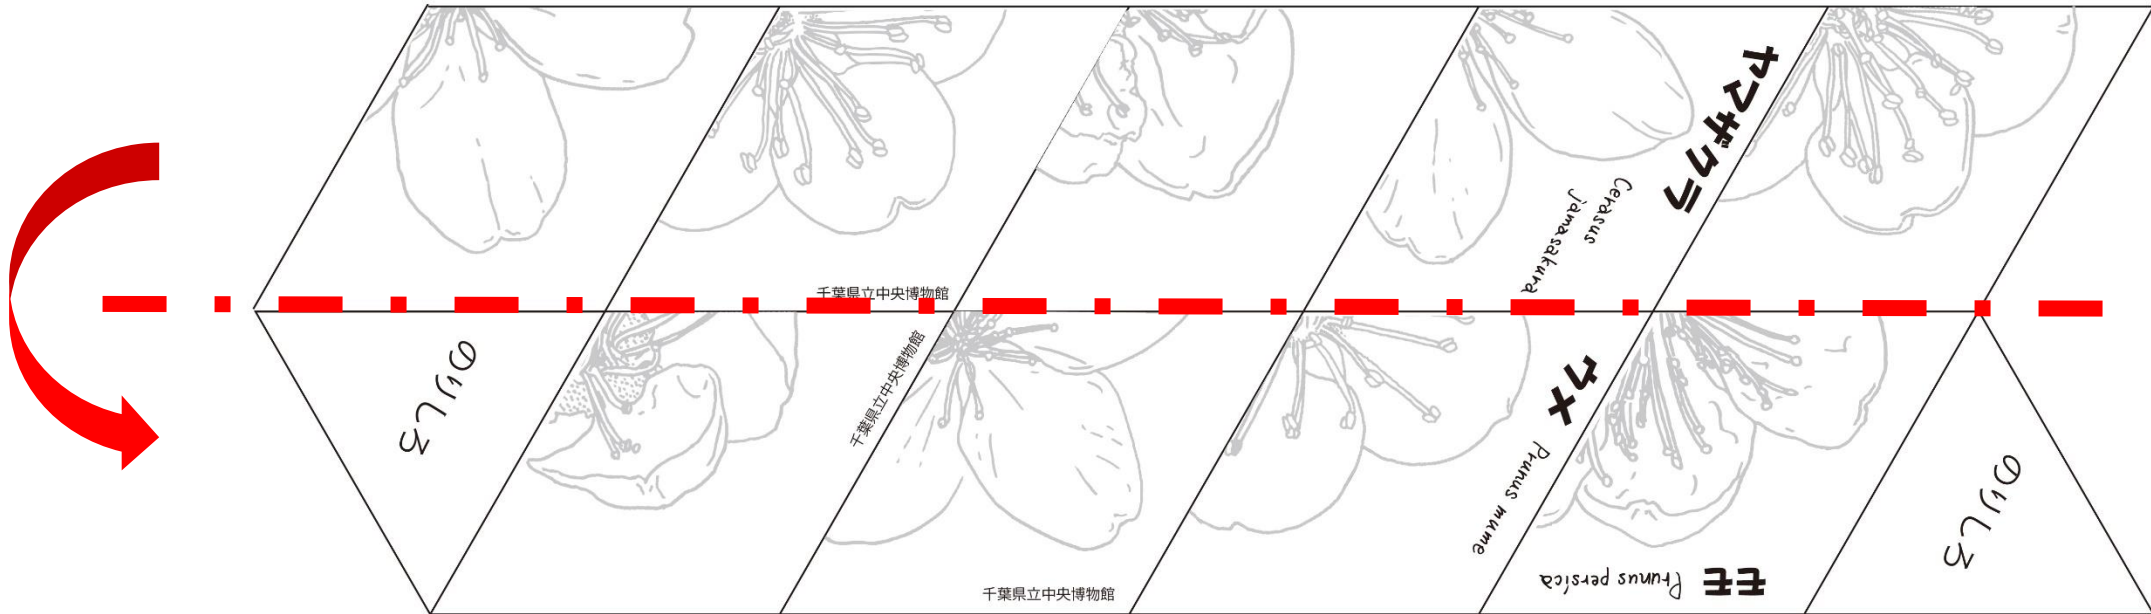 ヤマザクラ
Cerasus
jamasakura
千葉県立中央博物館
のりしろ
千葉県立中央博物館
ウメ
Prunus mume
のりしろ
千葉県立中央博物館
モモ
Prunus persica